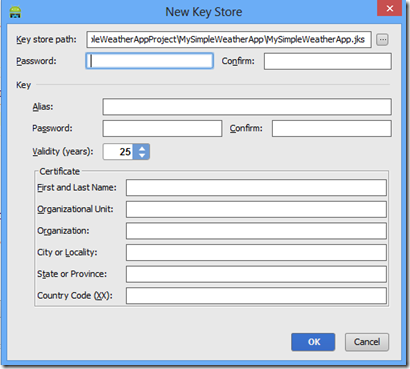 New Key Store
Key store path: ɔleWeatherAppProject\MySimpleWeatherApp\MySimpleWeatherApp.jks ...
Password: Confirm:
Key
Alias:
Password: Confirm:
Validity (years): 25
Certificate
First and Last Name:
Organizational Unit:
Organization:
City or Locality:
State or Province:
Country Code (XX):
OK Cancel